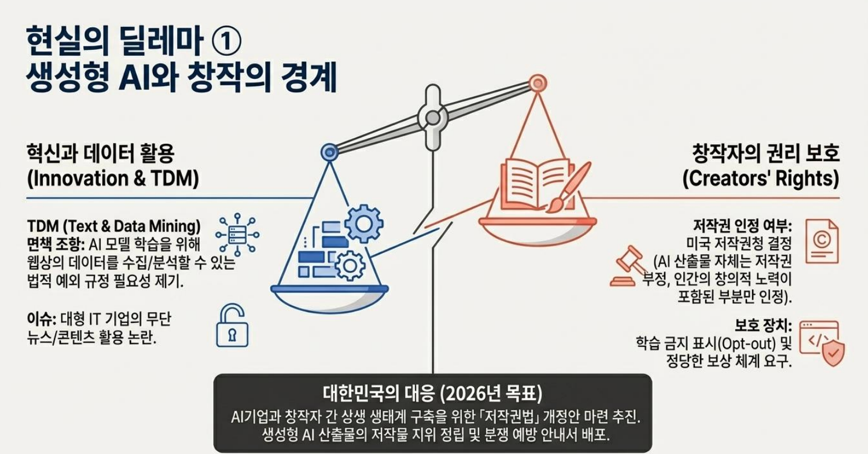 현실의 딜레마 ①
생성형 AI와 창작의 경계
혁신과 데이터 활용
(Innovation & TDM)
TDM (Text & Data Mining)
면책 조항: AI 모델 학습을 위해
웹상의 데이터를 수집/분석할 수 있는
법적 예외 규정 필요성 제기.
이슈: 대형 IT 기업의 무단
뉴스/콘텐츠 활용 논란.
창작자의 권리 보호
(Creators' Rights)
저작권 인정 여부:
미국 저작권청 결정
(AI 산출물 자체는 저작권
부정, 인간의 창의적 노력이
포함된 부분만 인정).
보호 장치:
학습 금지 표시(Opt-out) 및
정당한 보상 체계 요구.
대한민국의 대응 (2026년 목표)
AI기업과 창작자 간 상생 생태계 구축을 위한 「저작권법」 개정안 마련 추진.
생성형 AI 산출물의 저작물 지위 정립 및 분쟁 예방 안내서 배포.